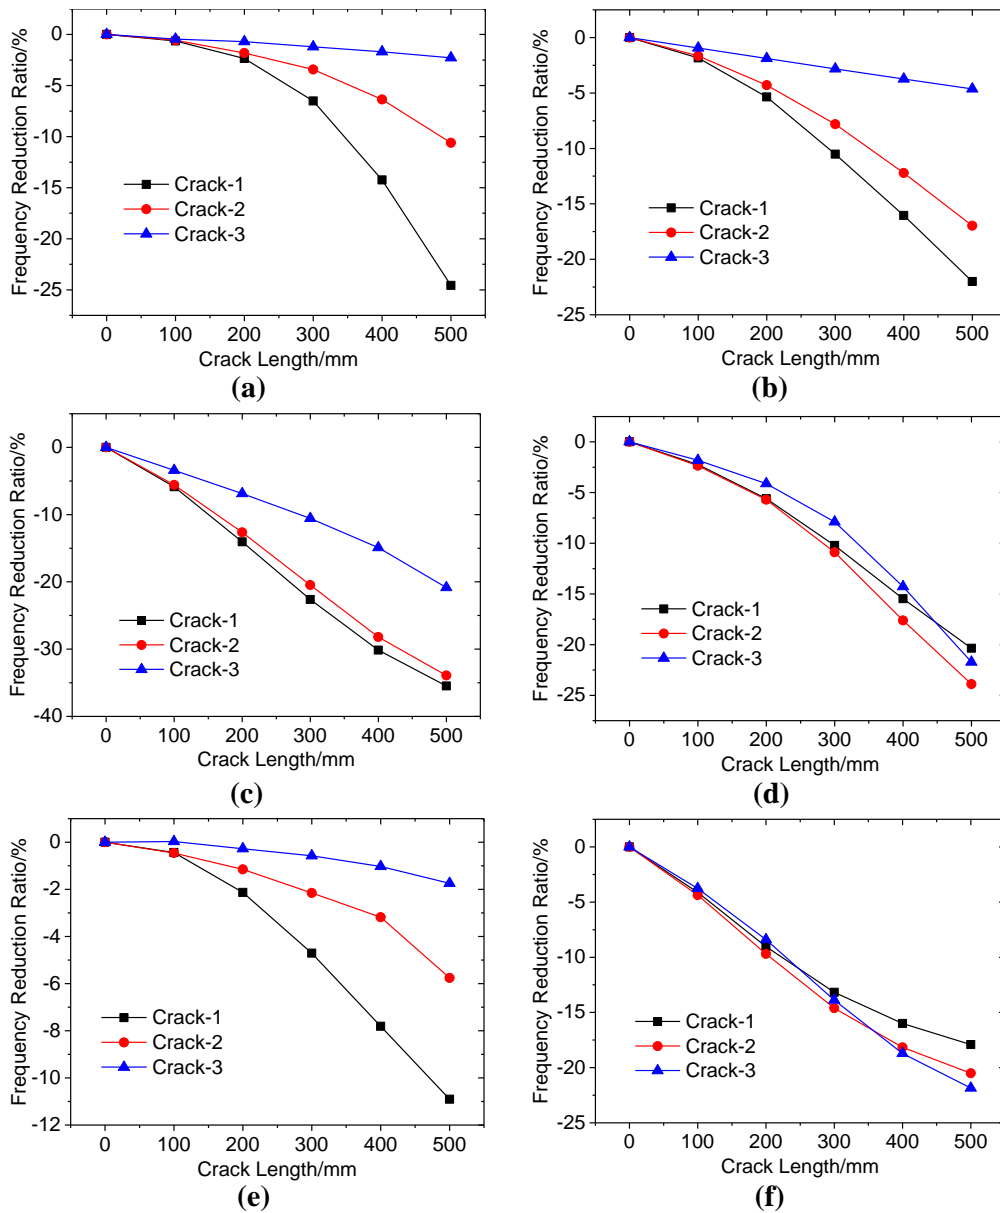 Frequency Reduction Ratio/%
0
-5
-10
-15
-20
-25
Crack-1
Crack-2
Crack-3
0 100 200 300 400 500
Crack Length/mm
(a)
Frequency Reduction Ratio/%
0
-5
-10
-15
-20
-25
Crack-1
Crack-2
Crack-3
0 100 200 300 400 500
Crack Length/mm
(b)
Frequency Reduction Ratio/%
0
-10
-20
-30
-40
Crack-1
Crack-2
Crack-3
0 100 200 300 400 500
Crack Length/mm
(c)
Frequency Reduction Ratio/%
0
-5
-10
-15
-20
-25
Crack-1
Crack-2
Crack-3
0 100 200 300 400 500
Crack Length/mm
(d)
Frequency Reduction Ratio/%
0
-2
-4
-6
-8
-10
-12
Crack-1
Crack-2
Crack-3
0 100 200 300 400 500
Crack Length/mm
(e)
Frequency Reduction Ratio/%
0
-5
-10
-15
-20
-25
Crack-1
Crack-2
Crack-3
0 100 200 300 400 500
Crack Length/mm
(f)